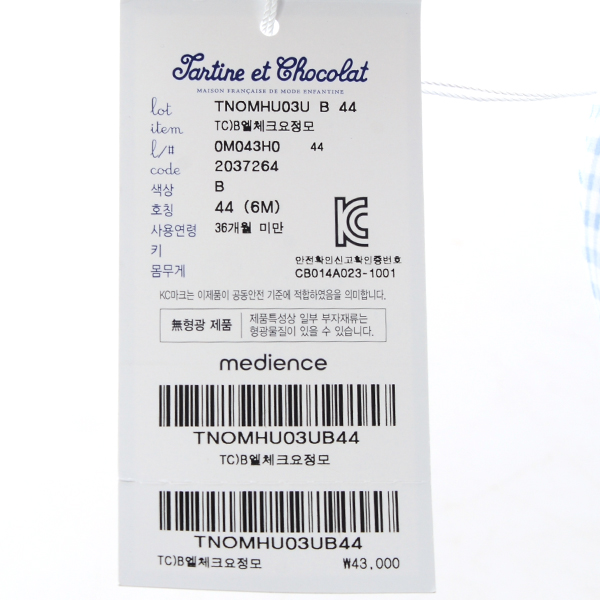 Tartine et Chocolat
MAISON FRANÇAISE DE MODE ENFANTINE
lot TNOMHU03U B 44
item TC)B엘체크요정모
l/# 0M043H0 44
code 2037264
색상 B
호칭 44 (6M)
사용연령 36개월 미만
키
몸무게
안전확인신고확인증번호
CB014A023-1001
KC마크는 이제품이 공동안전 기준에 적합하였음을 의미합니다.
無형광 제품
제품특성상 일부 부자재류는
형광물질이 있을 수 있습니다.
medience
TNOMHU03UB44
TC)B엘체크요정모
TNOMHU03UB44
TC)B엘체크요정모 ₩43,000